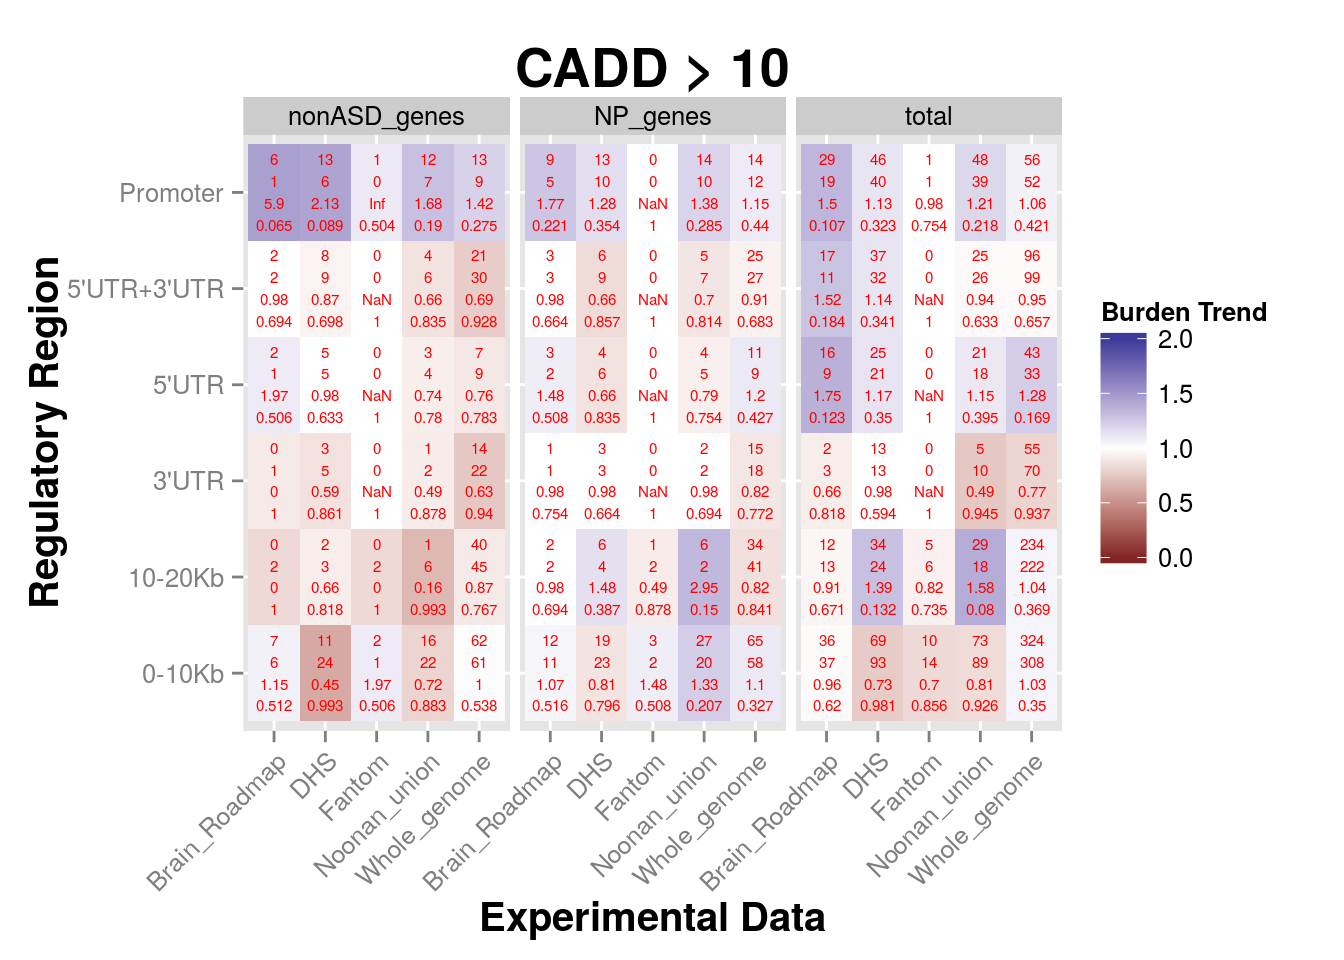 CADD > 10
nonASD_genes NP_genes total
6 13 1 12 13 9 13 0 14 14 29 46 1 48 56
1 6 0 7 9 5 10 0 10 12 19 40 1 39 52
Promoter
5.9 2.13 Inf 1.68 1.42 1.77 1.28 NaN 1.38 1.15 1.5 1.13 0.98 1.21 1.06
0.065 0.089 0.504 0.19 0.275 0.221 0.354 1 0.285 0.44 0.107 0.323 0.754 0.218 0.421
2 8 0 4 21 3 6 0 5 25 17 37 0 25 96
2 9 0 6 30 3 9 0 7 27 11 32 0 26 99
5'UTR+3'UTR
0.98 0.87 NaN 0.66 0.69 0.98 0.66 NaN 0.7 0.91 1.52 1.14 NaN 0.94 0.95
0.694 0.698 1 0.835 0.928 0.664 0.857 1 0.814 0.683 0.184 0.341 1 0.633 0.657
2 5 0 3 7 3 4 0 4 11 16 25 0 21 43
1 5 0 4 9 2 6 0 5 9 9 21 0 18 33
5'UTR
1.97 0.98 NaN 0.74 0.76 1.48 0.66 NaN 0.79 1.2 1.75 1.17 NaN 1.15 1.28
0.506 0.633 1 0.78 0.783 0.508 0.835 1 0.754 0.427 0.123 0.35 1 0.395 0.169
0 3 0 1 14 1 3 0 2 15 2 13 0 5 55
1 5 0 2 22 1 3 0 2 18 3 13 0 10 70
3'UTR
0 0.59 NaN 0.49 0.63 0.98 0.98 NaN 0.98 0.82 0.66 0.98 NaN 0.49 0.77
1 0.861 1 0.878 0.94 0.754 0.664 1 0.694 0.772 0.818 0.594 1 0.945 0.937
0 2 0 1 40 2 6 1 6 34 12 34 5 29 234
2 3 2 6 45 2 4 2 2 41 13 24 6 18 222
10-20Kb
0 0.66 0 0.16 0.87 0.98 1.48 0.49 2.95 0.82 0.91 1.39 0.82 1.58 1.04
1 0.818 1 0.993 0.767 0.694 0.387 0.878 0.15 0.841 0.671 0.132 0.735 0.08 0.369
7 11 2 16 62 12 19 3 27 65 36 69 10 73 324
6 24 1 22 61 11 23 2 20 58 37 93 14 89 308
0-10Kb
1.15 0.45 1.97 0.72 1 1.07 0.81 1.48 1.33 1.1 0.96 0.73 0.7 0.81 1.03
0.512 0.993 0.506 0.883 0.538 0.516 0.796 0.508 0.207 0.327 0.62 0.981 0.856 0.926 0.35
Brain_Roadmap DHS Fantom Noonan_union Whole_genome Brain_Roadmap DHS Fantom Noonan_union Whole_genome Brain_Roadmap DHS Fantom Noonan_union Whole_genome
Experimental Data
Regulatory Region
Burden Trend
2.0
1.5
1.0
0.5
0.0